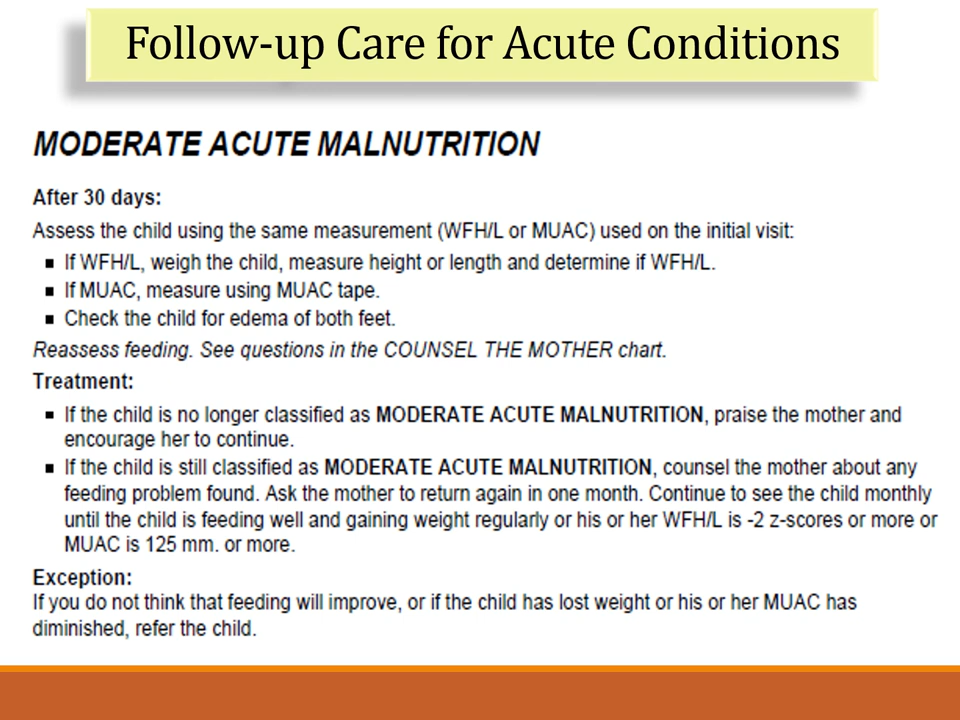 Follow-up Care for Acute Conditions
MODERATE ACUTE MALNUTRITION
After 30 days:
Assess the child using the same measurement (WFH/L or MUAC) used on the initial visit:
▪ If WFH/L, weigh the child, measure height or length and determine if WFH/L.
▪ If MUAC, measure using MUAC tape.
▪ Check the child for edema of both feet.
Reassess feeding. See questions in the COUNSEL THE MOTHER chart.
Treatment:
▪ If the child is no longer classified as MODERATE ACUTE MALNUTRITION, praise the mother and
encourage her to continue.
▪ If the child is still classified as MODERATE ACUTE MALNUTRITION, counsel the mother about any
feeding problem found. Ask the mother to return again in one month. Continue to see the child monthly
until the child is feeding well and gaining weight regularly or his or her WFH/L is -2 z-scores or more or
MUAC is 125 mm. or more.
Exception:
If you do not think that feeding will improve, or if the child has lost weight or his or her MUAC has
diminished, refer the child.